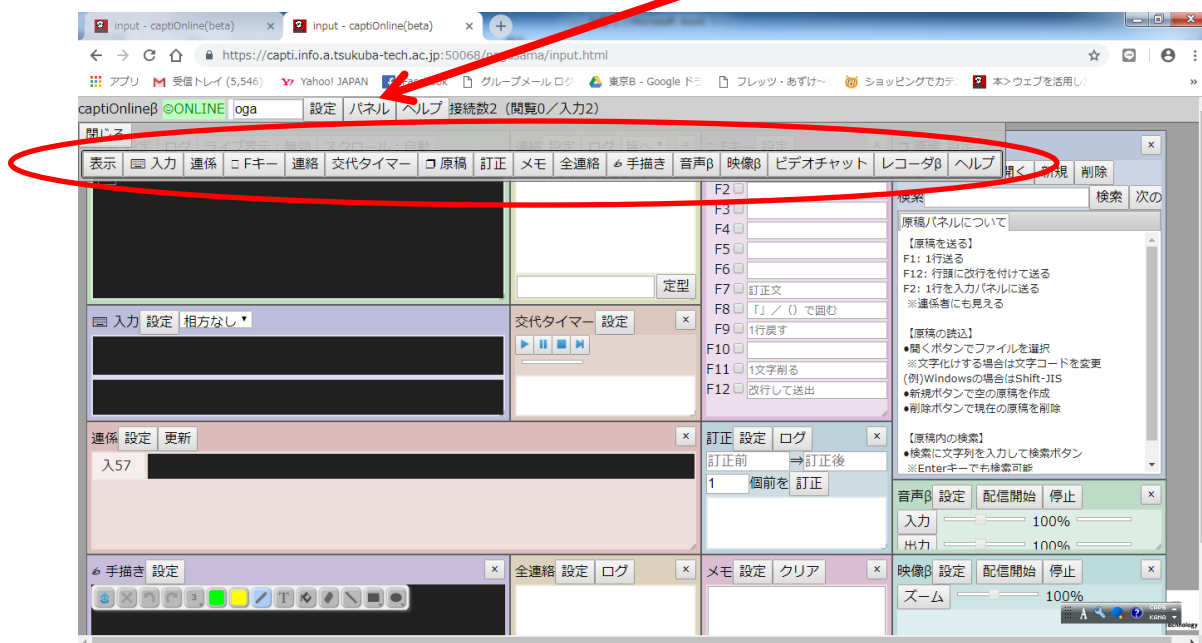 input - captiOnline(beta) × input - captiOnline(beta) × +
https://capti.info.a.tsukuba-tech.ac.jp:50068/ /input.html
アプリ 受信トレイ (5,546) Yahoo! JAPAN グループメールログ 東京B - Google ドラ フレッツ・あずけ〜 ショッピングでカテ: 本>ウェブを活用し »
captiOnlineβ ☺ONLINE oga 設定 パネル ヘルプ 接続数2 (閲覧0/入力2)
閉じる
表示 入力 連係 Fキー 連絡 交代タイマー 原稿 訂正 メモ 全連絡 手描き 音声β 映像β ビデオチャット レコーダβ ヘルプ
開く 新規 削除
検索 検索 次の
F2
F3
F4
F5
F6
F7 訂正文
F8 「」/()で囲む
F9 1行戻す
F10
F11 1文字削る
F12 改行して送出
定型
原稿パネルについて
【原稿を送る】
F1: 1行送る
F12: 行頭に改行を付けて送る
F2: 1行を入力パネルに送る
※連係者にも見える
【原稿の読込】
●開くボタンでファイルを選択
※文字化けする場合は文字コードを変更
(例)Windowsの場合はShift-JIS
●新規ボタンで空の原稿を作成
●削除ボタンで現在の原稿を削除
【原稿内の検索】
●検索に文字列を入力して検索ボタン
※Enterキーでも検索可能
入力 設定 相方なし
交代タイマー 設定 ×
連係 設定 更新 ×
入57
訂正 設定 ログ ×
訂正前 ⇒訂正後
1 個前を 訂正
音声β 設定 配信開始 停止 ×
入力 100%
出力 100%
手描き 設定 ×
3 T
全連絡 設定 ログ ×
メモ 設定 クリア ×
映像β 設定 配信開始 停止 ×
ズーム 100%
A CAPS KANA